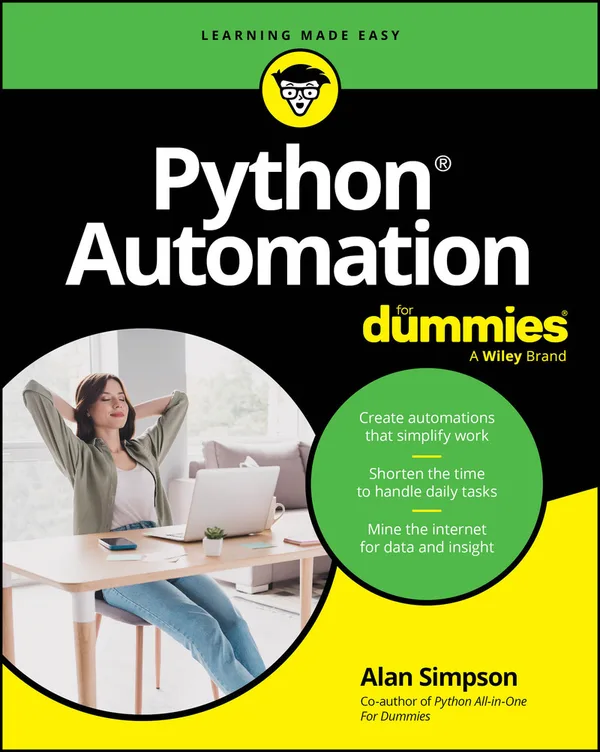 LEARNING MADE EASY
Python®
Automation
for
dummies®
A Wiley Brand
Create automations
that simplify work
Shorten the time
to handle daily tasks
Mine the internet
for data and insight
Alan Simpson
Co-author of Python All-in-One
For Dummies